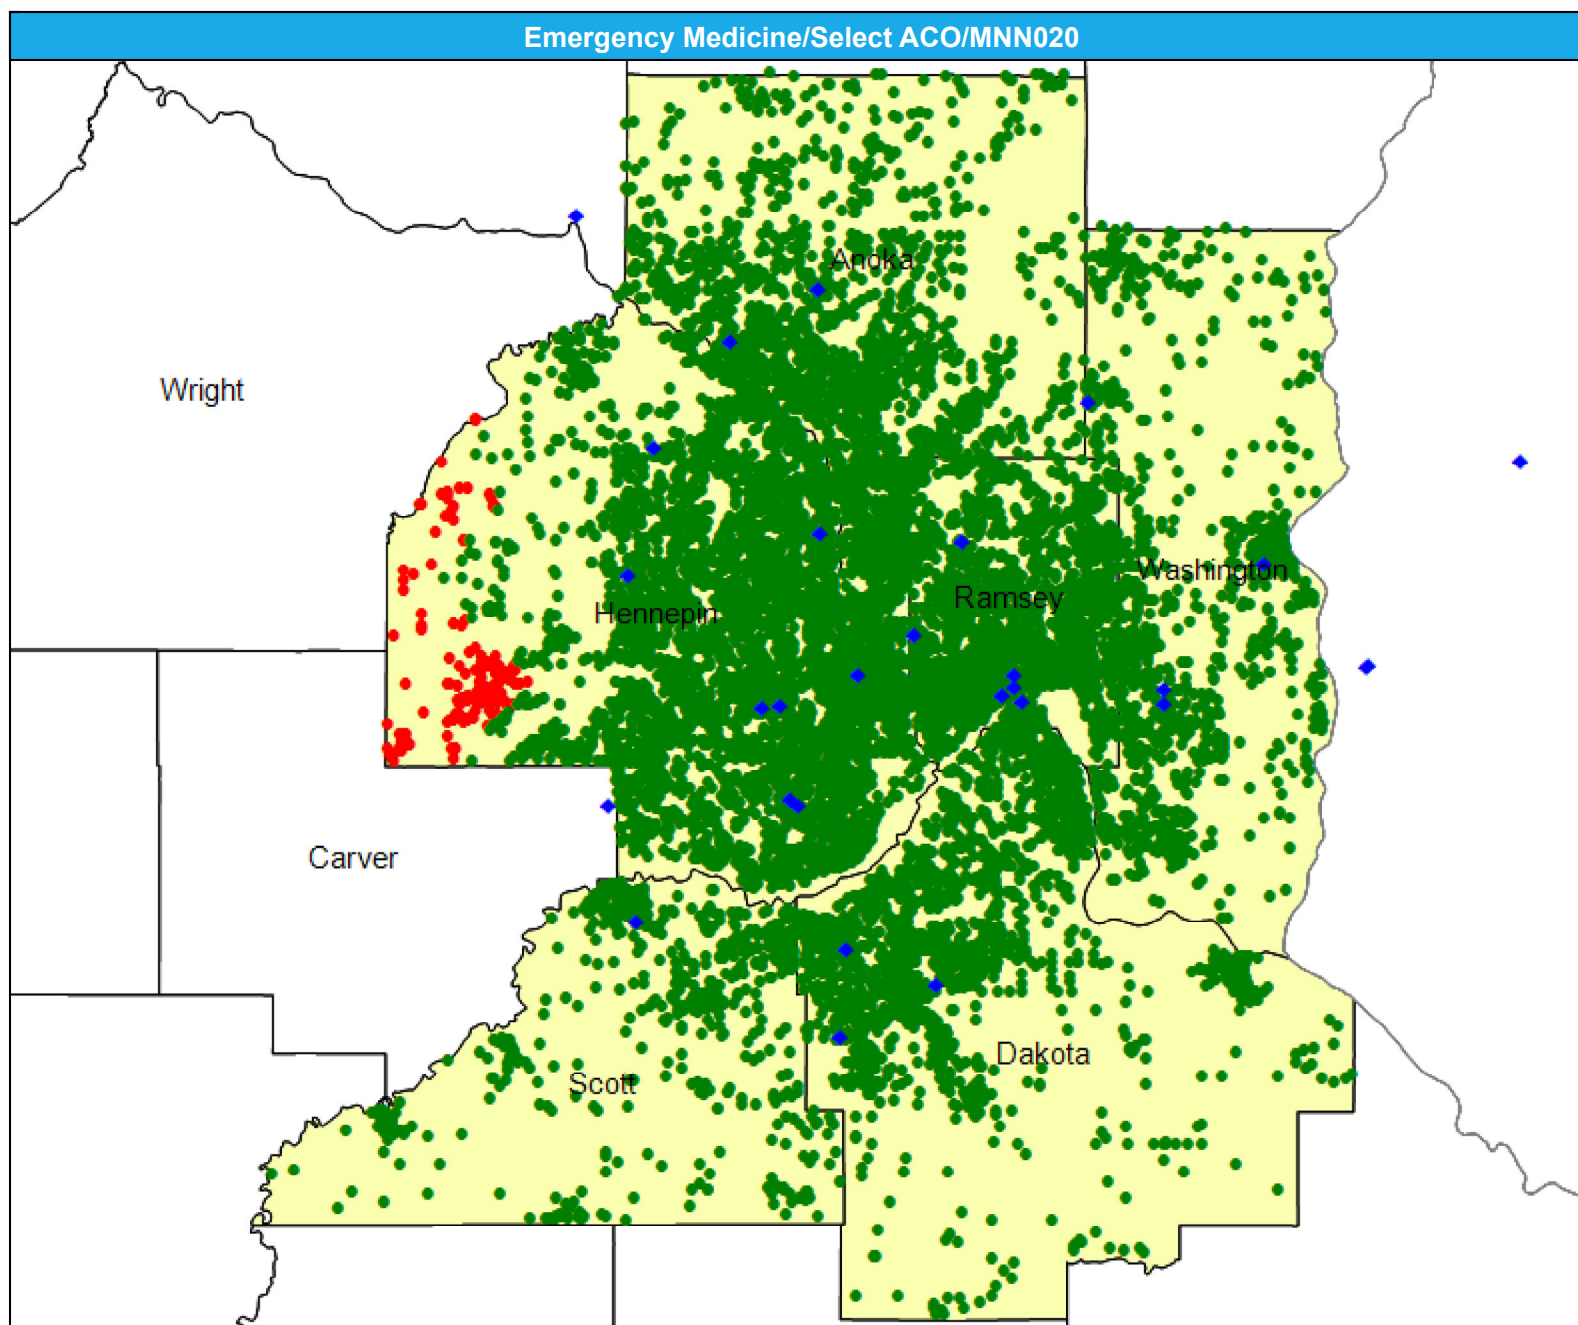 Emergency Medicine/Select ACO/MNN020
Anoka
Wright
Washington
Ramsey
Hennepin
Carver
Dakota
Scott